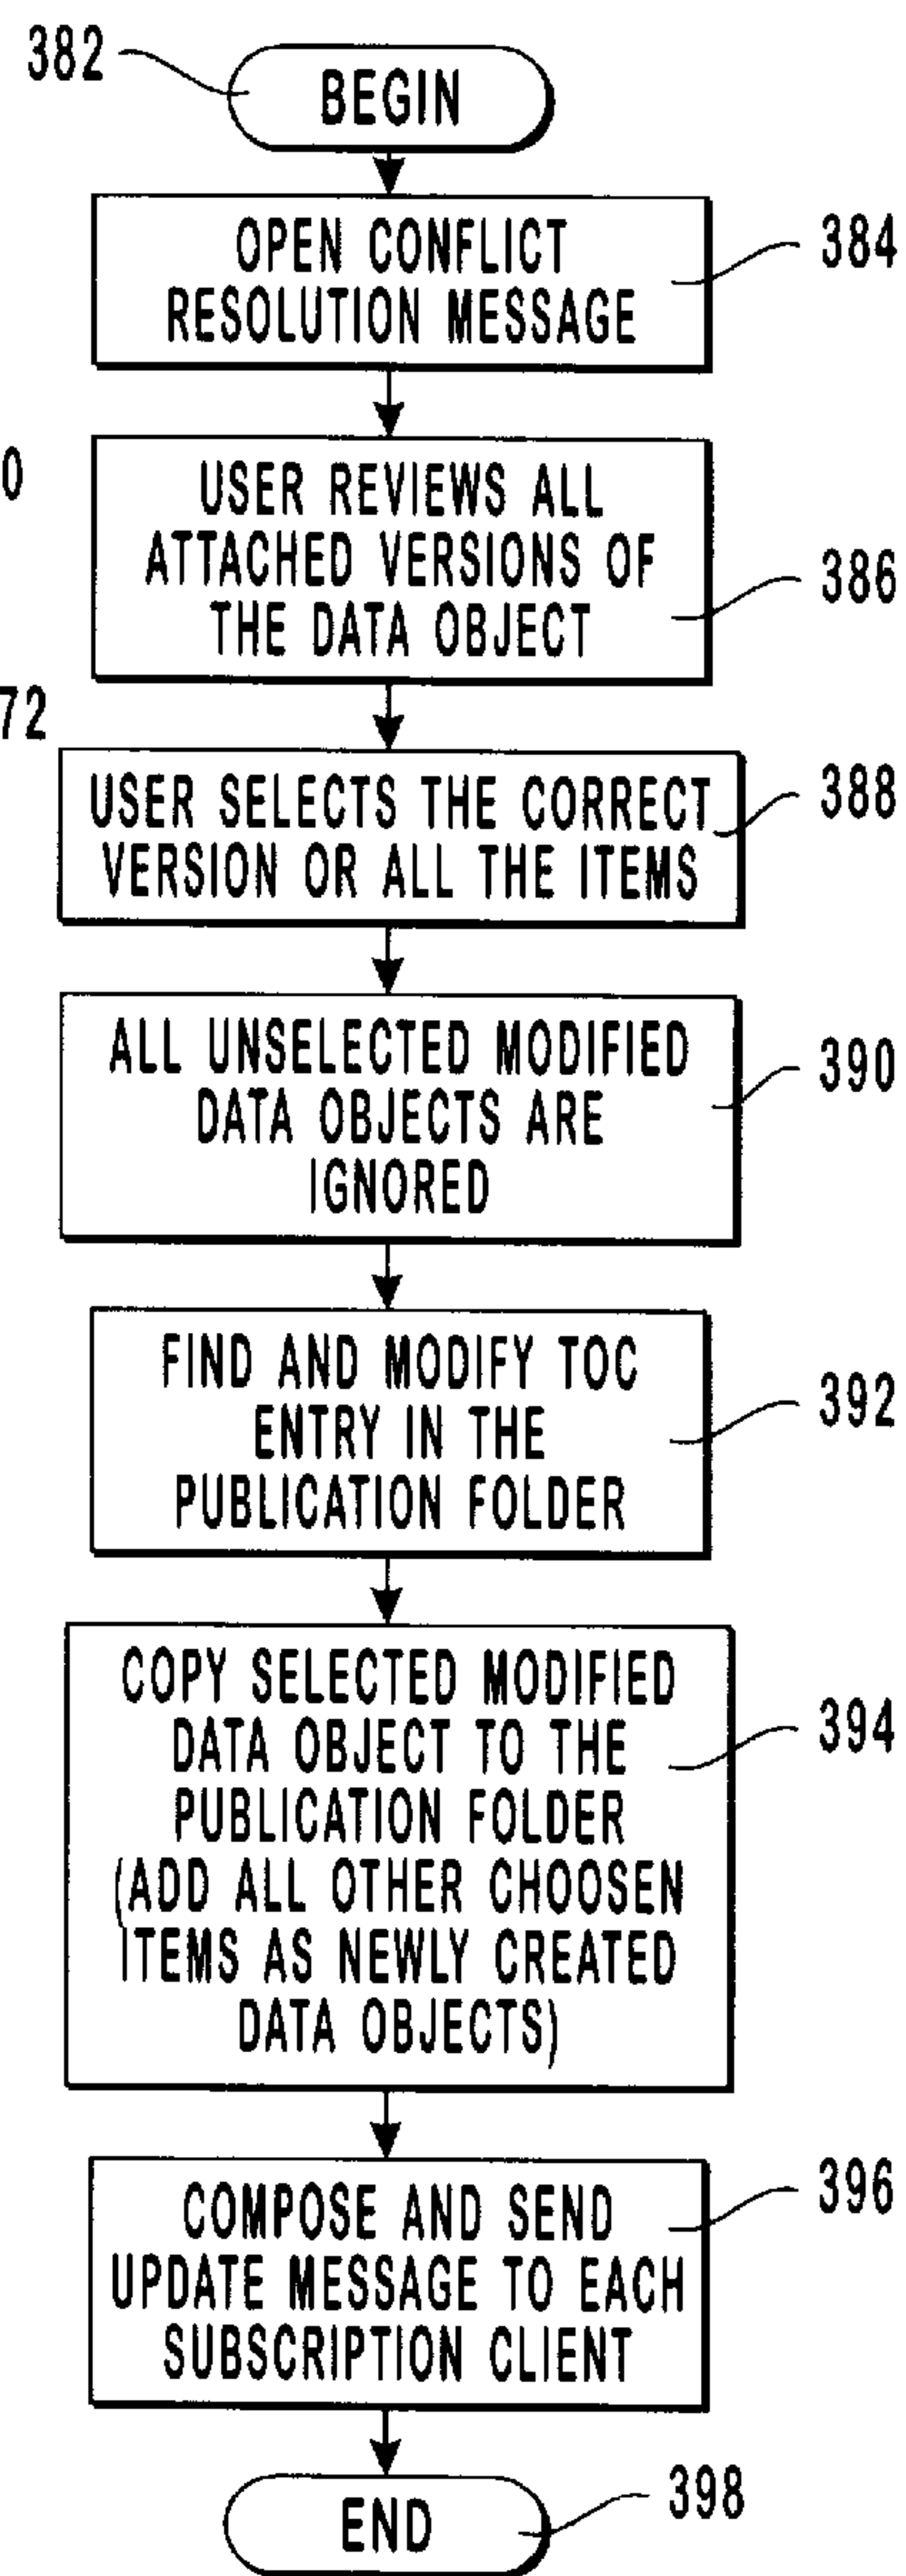 382
BEGIN
OPEN CONFLICT
RESOLUTION MESSAGE
384
0
USER REVIEWS ALL
ATTACHED VERSIONS OF
THE DATA OBJECT
386
72
USER SELECTS THE CORRECT
VERSION OR ALL THE ITEMS
388
ALL UNSELECTED MODIFIED
DATA OBJECTS ARE
IGNORED
390
FIND AND MODIFY TOC
ENTRY IN THE
PUBLICATION FOLDER
392
COPY SELECTED MODIFIED
DATA OBJECT TO THE
PUBLICATION FOLDER
(ADD ALL OTHER CHOOSEN
ITEMS AS NEWLY CREATED
DATA OBJECTS)
394
COMPOSE AND SEND
UPDATE MESSAGE TO EACH
SUBSCRIPTION CLIENT
396
END
398